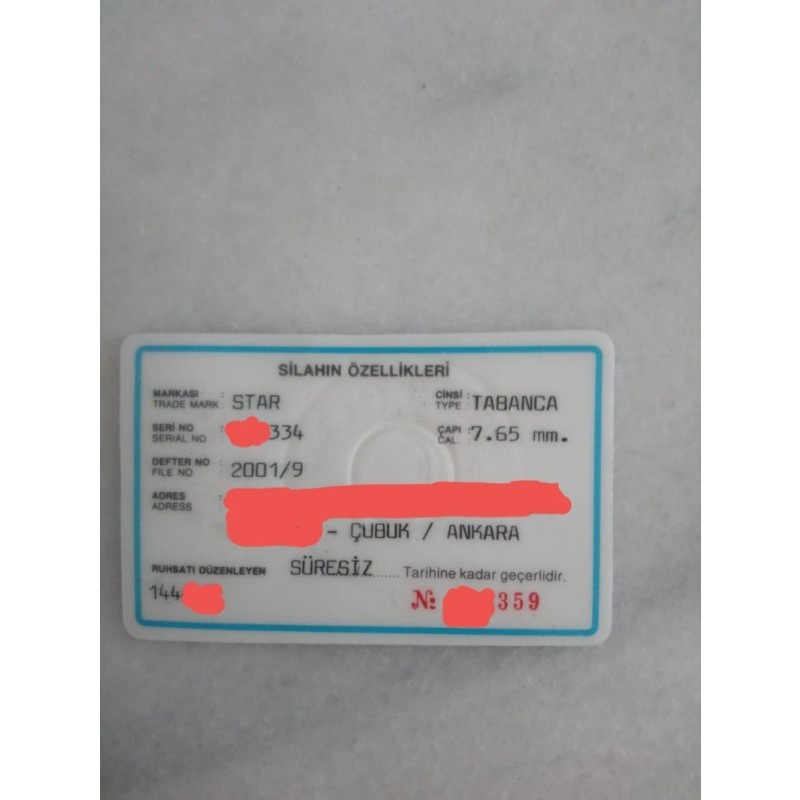 SİLAHIN ÖZELLİKLERİ
MARKASI
TRADE MARK : STAR
CİNSİ
TYPE : TABANCA
SERİ NO
SERIAL NO : 334
ÇAPI
CAL. : 7.65 mm.
DEFTER NO
FILE NO : 2001/9
ADRES
ADRESS :
- ÇUBUK / ANKARA
RUHSATI DÜZENLEYEN SÜRESİZ...... Tarihine kadar geçerlidir.
144 № 359